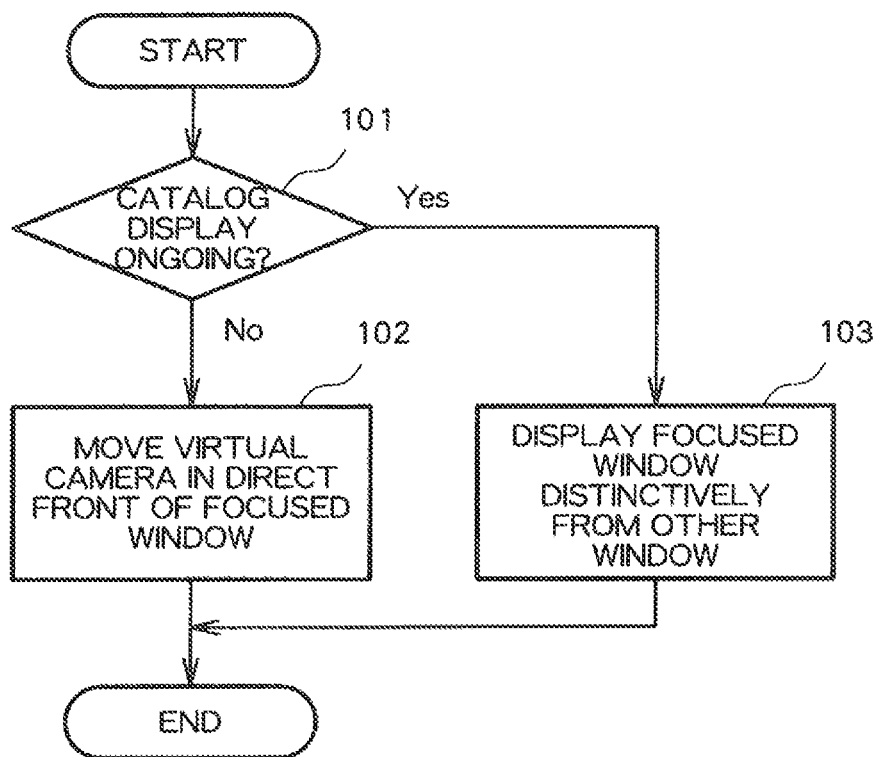 START
101
CATALOG
DISPLAY
ONGOING?
Yes
No
102
MOVE VIRTUAL
CAMERA IN DIRECT
FRONT OF FOCUSED
WINDOW
103
DISPLAY FOCUSED
WINDOW
DISTINCTIVELY
FROM OTHER
WINDOW
END